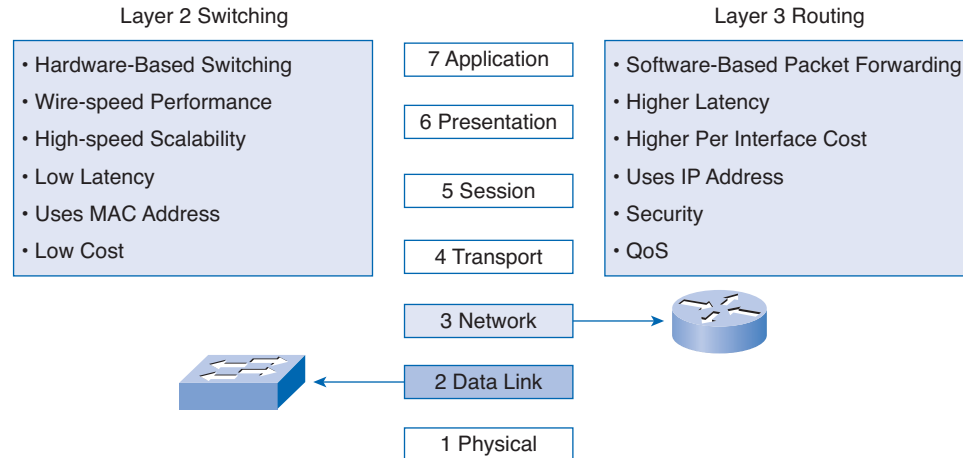 Layer 2 Switching
• Hardware-Based Switching
• Wire-speed Performance
• High-speed Scalability
• Low Latency
• Uses MAC Address
• Low Cost
7 Application
6 Presentation
5 Session
4 Transport
3 Network
2 Data Link
1 Physical
Layer 3 Routing
• Software-Based Packet Forwarding
• Higher Latency
• Higher Per Interface Cost
• Uses IP Address
• Security
• QoS